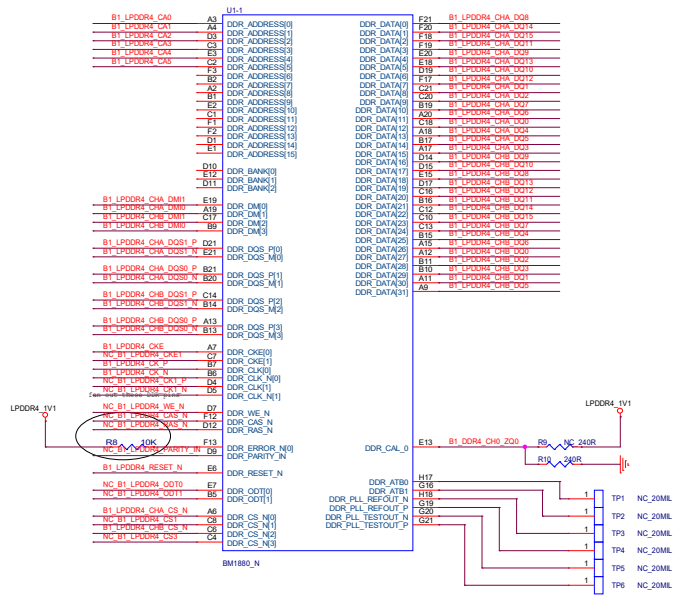 U1-1
B1_LPDDR4_CA0 A3 DDR_ADDRESS[0]
B1_LPDDR4_CA1 A4 DDR_ADDRESS[1]
B1_LPDDR4_CA2 D3 DDR_ADDRESS[2]
B1_LPDDR4_CA3 C3 DDR_ADDRESS[3]
B1_LPDDR4_CA4 E3 DDR_ADDRESS[4]
B1_LPDDR4_CA5 C2 DDR_ADDRESS[5]
F3 DDR_ADDRESS[6]
B2 DDR_ADDRESS[7]
A2 DDR_ADDRESS[8]
B1 DDR_ADDRESS[9]
E2 DDR_ADDRESS[10]
C1 DDR_ADDRESS[11]
F1 DDR_ADDRESS[12]
F2 DDR_ADDRESS[13]
D1 DDR_ADDRESS[14]
E1 DDR_ADDRESS[15]
D10 DDR_BANK[0]
E12 DDR_BANK[1]
D11 DDR_BANK[2]
B1_LPDDR4_CHA_DMI1 E19 DDR_DM[0]
B1_LPDDR4_CHA_DMI0 A19 DDR_DM[1]
B1_LPDDR4_CHB_DMI1 C17 DDR_DM[2]
B1_LPDDR4_CHB_DMI0 B9 DDR_DM[3]
B1_LPDDR4_CHA_DQS1_P D21 DDR_DQS_P[0]
B1_LPDDR4_CHA_DQS1_N E21 DDR_DQS_M[0]
B1_LPDDR4_CHA_DQS0_P B21 DDR_DQS_P[1]
B1_LPDDR4_CHA_DQS0_N B20 DDR_DQS_M[1]
B1_LPDDR4_CHB_DQS1_P C14 DDR_DQS_P[2]
B1_LPDDR4_CHB_DQS1_N B14 DDR_DQS_M[2]
B1_LPDDR4_CHB_DQS0_P A13 DDR_DQS_P[3]
B1_LPDDR4_CHB_DQS0_N B13 DDR_DQS_M[3]
B1_LPDDR4_CKE A7 DDR_CKE[0]
NC_B1_LPDDR4_CKE1 C7 DDR_CKE[1]
B1_LPDDR4_CK_P B7 DDR_CLK[0]
B1_LPDDR4_CK_N B6 DDR_CLK_N[0]
NC_B1_LPDDR4_CK1_P D4 DDR_CLK[1]
NC_B1_LPDDR4_CK1_N D5 DDR_CLK_N[1]
fan out these DDR pins
NC_B1_LPDDR4_WE_N D7 DDR_WE_N
NC_B1_LPDDR4_CAS_N F12 DDR_CAS_N
NC_B1_LPDDR4_RAS_N D12 DDR_RAS_N
LPDDR4_1V1
R8 10K F13 DDR_ERROR_N[0]
NC_B1_LPDDR4_PARITY_IN D9 DDR_PARITY_IN
B1_LPDDR4_RESET_N E6 DDR_RESET_N
NC_B1_LPDDR4_ODT0 E7 DDR_ODT[0]
NC_B1_LPDDR4_ODT1 B5 DDR_ODT[1]
B1_LPDDR4_CHA_CS_N A6 DDR_CS_N[0]
NC_B1_LPDDR4_CS1 C8 DDR_CS_N[1]
B1_LPDDR4_CHB_CS_N C6 DDR_CS_N[2]
NC_B1_LPDDR4_CS3 C4 DDR_CS_N[3]
BM1880_N
DDR_DATA[0] F21 B1_LPDDR4_CHA_DQ8
DDR_DATA[1] F20 B1_LPDDR4_CHA_DQ14
DDR_DATA[2] F18 B1_LPDDR4_CHA_DQ15
DDR_DATA[3] F19 B1_LPDDR4_CHA_DQ11
DDR_DATA[4] E20 B1_LPDDR4_CHA_DQ9
DDR_DATA[5] E18 B1_LPDDR4_CHA_DQ13
DDR_DATA[6] D19 B1_LPDDR4_CHA_DQ10
DDR_DATA[7] F17 B1_LPDDR4_CHA_DQ12
DDR_DATA[8] C21 B1_LPDDR4_CHA_DQ1
DDR_DATA[9] C20 B1_LPDDR4_CHA_DQ2
DDR_DATA[10] B19 B1_LPDDR4_CHA_DQ7
DDR_DATA[11] A20 B1_LPDDR4_CHA_DQ6
DDR_DATA[12] C18 B1_LPDDR4_CHA_DQ0
DDR_DATA[13] A18 B1_LPDDR4_CHA_DQ4
DDR_DATA[14] B17 B1_LPDDR4_CHA_DQ5
DDR_DATA[15] A17 B1_LPDDR4_CHA_DQ3
DDR_DATA[16] D14 B1_LPDDR4_CHB_DQ9
DDR_DATA[17] D15 B1_LPDDR4_CHB_DQ10
DDR_DATA[18] E15 B1_LPDDR4_CHB_DQ8
DDR_DATA[19] D17 B1_LPDDR4_CHB_DQ13
DDR_DATA[20] C16 B1_LPDDR4_CHB_DQ12
DDR_DATA[21] B16 B1_LPDDR4_CHB_DQ11
DDR_DATA[22] C12 B1_LPDDR4_CHB_DQ14
DDR_DATA[23] C10 B1_LPDDR4_CHB_DQ15
DDR_DATA[24] C13 B1_LPDDR4_CHB_DQ7
DDR_DATA[25] B15 B1_LPDDR4_CHB_DQ4
DDR_DATA[26] A15 B1_LPDDR4_CHB_DQ6
DDR_DATA[27] A12 B1_LPDDR4_CHB_DQ0
DDR_DATA[28] B11 B1_LPDDR4_CHB_DQ2
DDR_DATA[29] B10 B1_LPDDR4_CHB_DQ3
DDR_DATA[30] A11 B1_LPDDR4_CHB_DQ1
DDR_DATA[31] A9 B1_LPDDR4_CHB_DQ5
LPDDR4_1V1
DDR_CAL_0 E13 B1_DDR4_CH0_ZQ0 R9 NC_240R
R10 240R
DDR_ATB0 H17
DDR_ATB1 G16
DDR_PLL_REFOUT_N H18
DDR_PLL_REFOUT_P G19
DDR_PLL_TESTOUT_N G20
DDR_PLL_TESTOUT_P G21
1 TP1 NC_20MIL
1 TP2 NC_20MIL
1 TP3 NC_20MIL
1 TP4 NC_20MIL
1 TP5 NC_20MIL
1 TP6 NC_20MIL